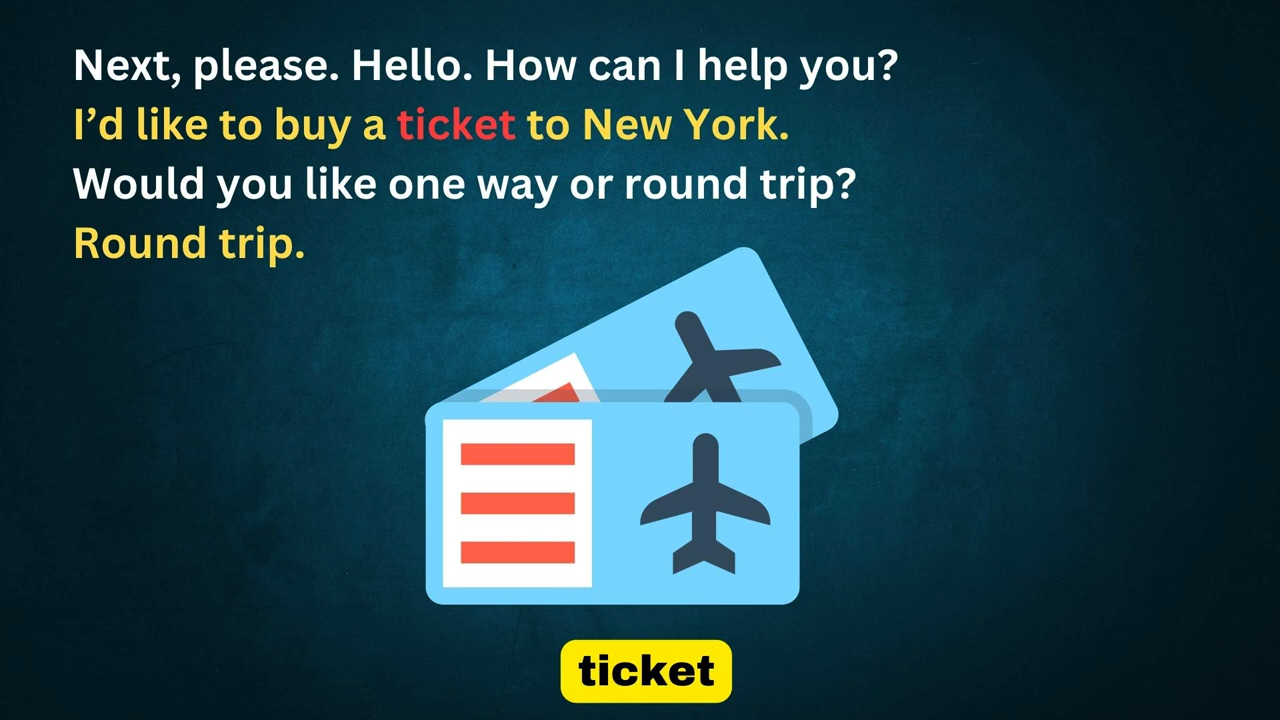 Next, please. Hello. How can I help you?
I’d like to buy a ticket to New York.
Would you like one way or round trip?
Round trip.
ticket